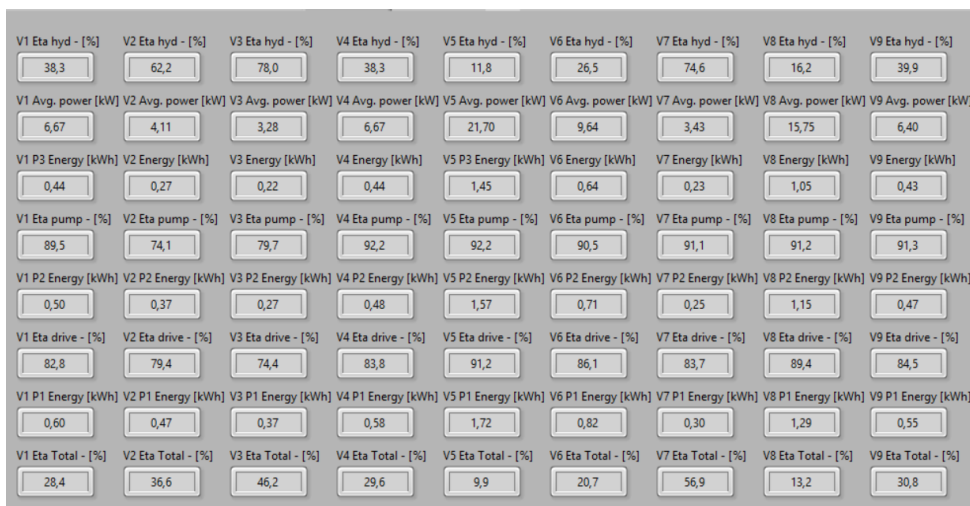 V1 Eta hyd - [%] V2 Eta hyd - [%] V3 Eta hyd - [%] V4 Eta hyd - [%] V5 Eta hyd - [%] V6 Eta hyd - [%] V7 Eta hyd - [%] V8 Eta hyd - [%] V9 Eta hyd - [%]
38,3 62,2 78,0 38,3 11,8 26,5 74,6 16,2 39,9
V1 Avg. power [kW] V2 Avg. power [kW] V3 Avg. power [kW] V4 Avg. power [kW] V5 Avg. power [kW] V6 Avg. power [kW] V7 Avg. power [kW] V8 Avg. power [kW] V9 Avg. power [kW]
6,67 4,11 3,28 6,67 21,70 9,64 3,43 15,75 6,40
V1 P3 Energy [kWh] V2 Energy [kWh] V3 Energy [kWh] V4 Energy [kWh] V5 P3 Energy [kWh] V6 Energy [kWh] V7 Energy [kWh] V8 Energy [kWh] V9 Energy [kWh]
0,44 0,27 0,22 0,44 1,45 0,64 0,23 1,05 0,43
V1 Eta pump - [%] V2 Eta pump - [%] V3 Eta pump - [%] V4 Eta pump - [%] V5 Eta pump - [%] V6 Eta pump - [%] V7 Eta pump - [%] V8 Eta pump - [%] V9 Eta pump - [%]
89,5 74,1 79,7 92,2 92,2 90,5 91,1 91,2 91,3
V1 P2 Energy [kWh] V2 P2 Energy [kWh] V3 P2 Energy [kWh] V4 P2 Energy [kWh] V5 P2 Energy [kWh] V6 P2 Energy [kWh] V7 P2 Energy [kWh] V8 P2 Energy [kWh] V9 P2 Energy [kWh]
0,50 0,37 0,27 0,48 1,57 0,71 0,25 1,15 0,47
V1 Eta drive - [%] V2 Eta drive - [%] V3 Eta drive - [%] V4 Eta drive - [%] V5 Eta drive - [%] V6 Eta drive - [%] V7 Eta drive - [%] V8 Eta drive - [%] V9 Eta drive - [%]
82,8 79,4 74,4 83,8 91,2 86,1 83,7 89,4 84,5
V1 P1 Energy [kWh] V2 P1 Energy [kWh] V3 P1 Energy [kWh] V4 P1 Energy [kWh] V5 P1 Energy [kWh] V6 P1 Energy [kWh] V7 P1 Energy [kWh] V8 P1 Energy [kWh] V9 P1 Energy [kWh]
0,60 0,47 0,37 0,58 1,72 0,82 0,30 1,29 0,55
V1 Eta Total - [%] V2 Eta Total - [%] V3 Eta Total - [%] V4 Eta Total - [%] V5 Eta Total - [%] V6 Eta Total - [%] V7 Eta Total - [%] V8 Eta Total - [%] V9 Eta Total - [%]
28,4 36,6 46,2 29,6 9,9 20,7 56,9 13,2 30,8